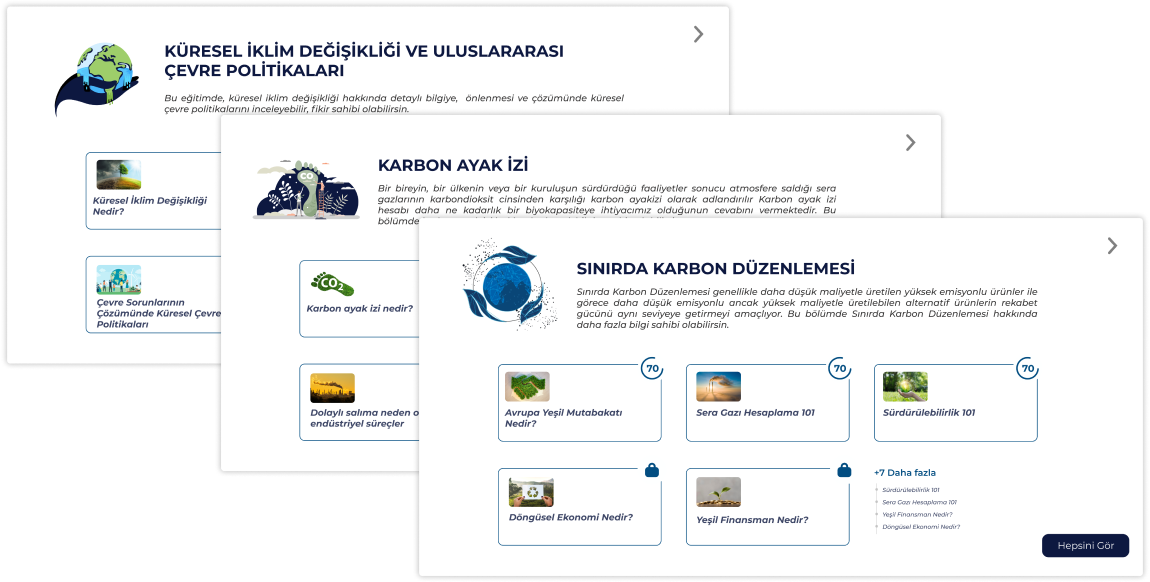 KÜRESEL İKLİM DEĞİŞİKLİĞİ VE ULUSLARARASI
ÇEVRE POLİTİKALARI
Bu eğitimde, küresel iklim değişikliği hakkında detaylı bilgiye, önlenmesi ve çözümünde küresel
çevre politikalarını inceleyebilir, fikir sahibi olabilirsin.
Küresel İklim Değişikliği
Nedir?
Çevre Sorunlarının
Çözümünde Küresel Çevre
Politikaları
KARBON AYAK İZİ
Bir bireyin, bir ülkenin veya bir kuruluşun sürdürdüğü faaliyetler sonucu atmosfere saldığı sera
gazlarının karbondioksit cinsinden karşılığı karbon ayakizi olarak adlandırılır Karbon ayak izi
hesabı daha ne kadarlık bir biyokapasiteye ihtiyacımız olduğunun cevabını vermektedir. Bu
bölümde
CO
CO2
Karbon ayak izi nedir?
Dolaylı salıma neden o
endüstriyel süreçler
SINIRDA KARBON DÜZENLEMESİ
Sınırda Karbon Düzenlemesi genellikle daha düşük maliyetle üretilen yüksek emisyonlu ürünler ile
görece daha düşük emisyonlu ancak yüksek maliyetle üretilebilen alternatif ürünlerin rekabet
gücünü aynı seviyeye getirmeyi amaçlıyor. Bu bölümde Sınırda Karbon Düzenlemesi hakkında
daha fazla bilgi sahibi olabilirsin.
70
Avrupa Yeşil Mutabakatı
Nedir?
70
Sera Gazı Hesaplama 101
70
Sürdürülebilirlik 101
Döngüsel Ekonomi Nedir?
Yeşil Finansman Nedir?
+7 Daha fazla
Sürdürülebilirlik 101
Sera Gazı Hesaplama 101
Yeşil Finansman Nedir?
Döngüsel Ekonomi Nedir?
Hepsini Gör